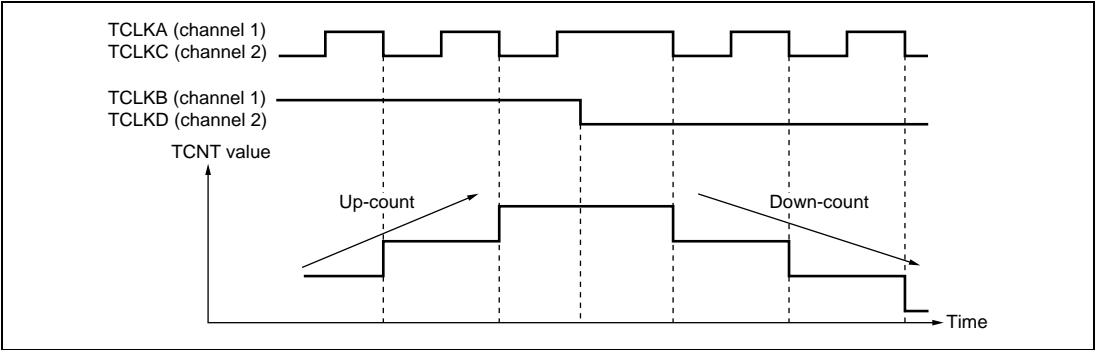 TCLKA (channel 1)
TCLKC (channel 2)
TCLKB (channel 1)
TCLKD (channel 2)
TCNT value
Up-count
Down-count
Time